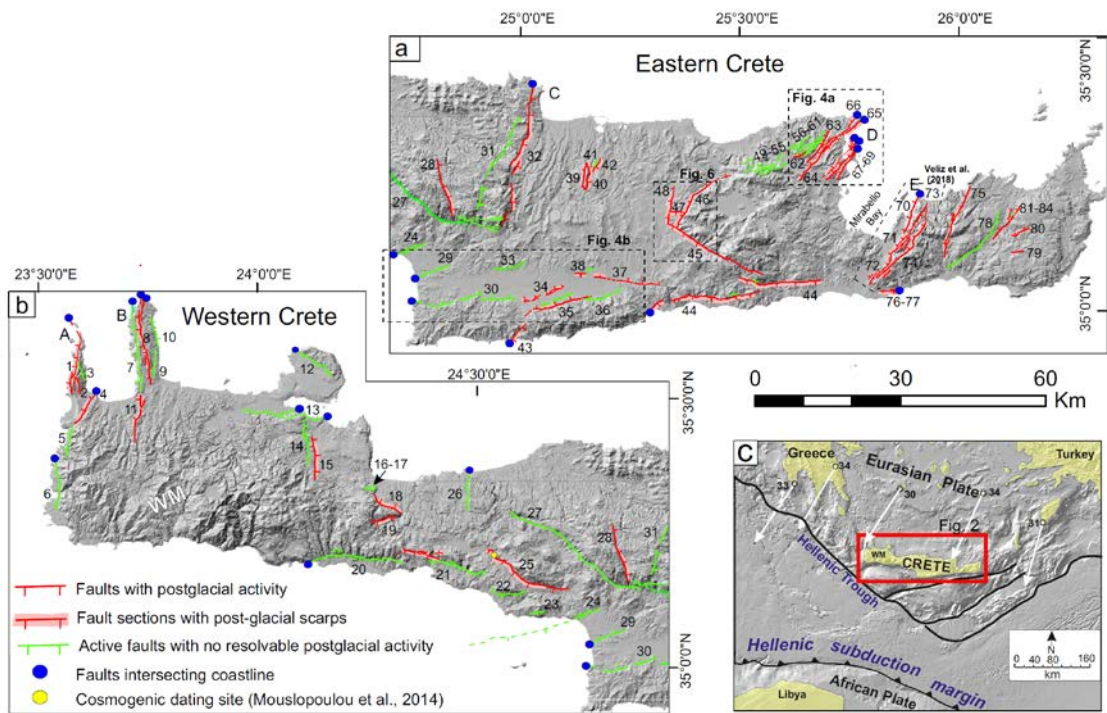 25°0'0"E
25°30'0"E
26°0'0"E
a
Eastern Crete
35°30'0"N
C
Fig. 4a
66
65
D
31
32
28
27
41
42
39
40
49-55
56-61
63
62
64
67-69
Fig. 6
48
47
46
45
Veliz et al.
(2018)
E
73
70
71
72
74
75
78
81-84
80
79
76-77
Mirabello
Bay
24
29
33
Fig. 4b
38
37
30
34
35
36
44
44
43
35°0'0"N
23°30'0"E
24°0'0"E
b
Western Crete
A
B
1
3
2
4
5
6
7
8
9
10
11
12
13
14
15
WM
24°30'0"E
35°30'0"N
16-17
18
19
20
21
22
23
24
25
26
27
28
29
30
31
35°0'0"N
Faults with postglacial activity
Fault sections with post-glacial scarps
Active faults with no resolvable postglacial activity
Faults intersecting coastline
Cosmogenic dating site (Mouslopoulou et al., 2014)
0 30 60
Km
C
Greece
Turkey
34
33
30
34
31
Eurasian Plate
Fig. 2
WM
CRETE
Hellenic Trough
Hellenic subduction margin
African Plate
Libya
N
0 40 80 160
km